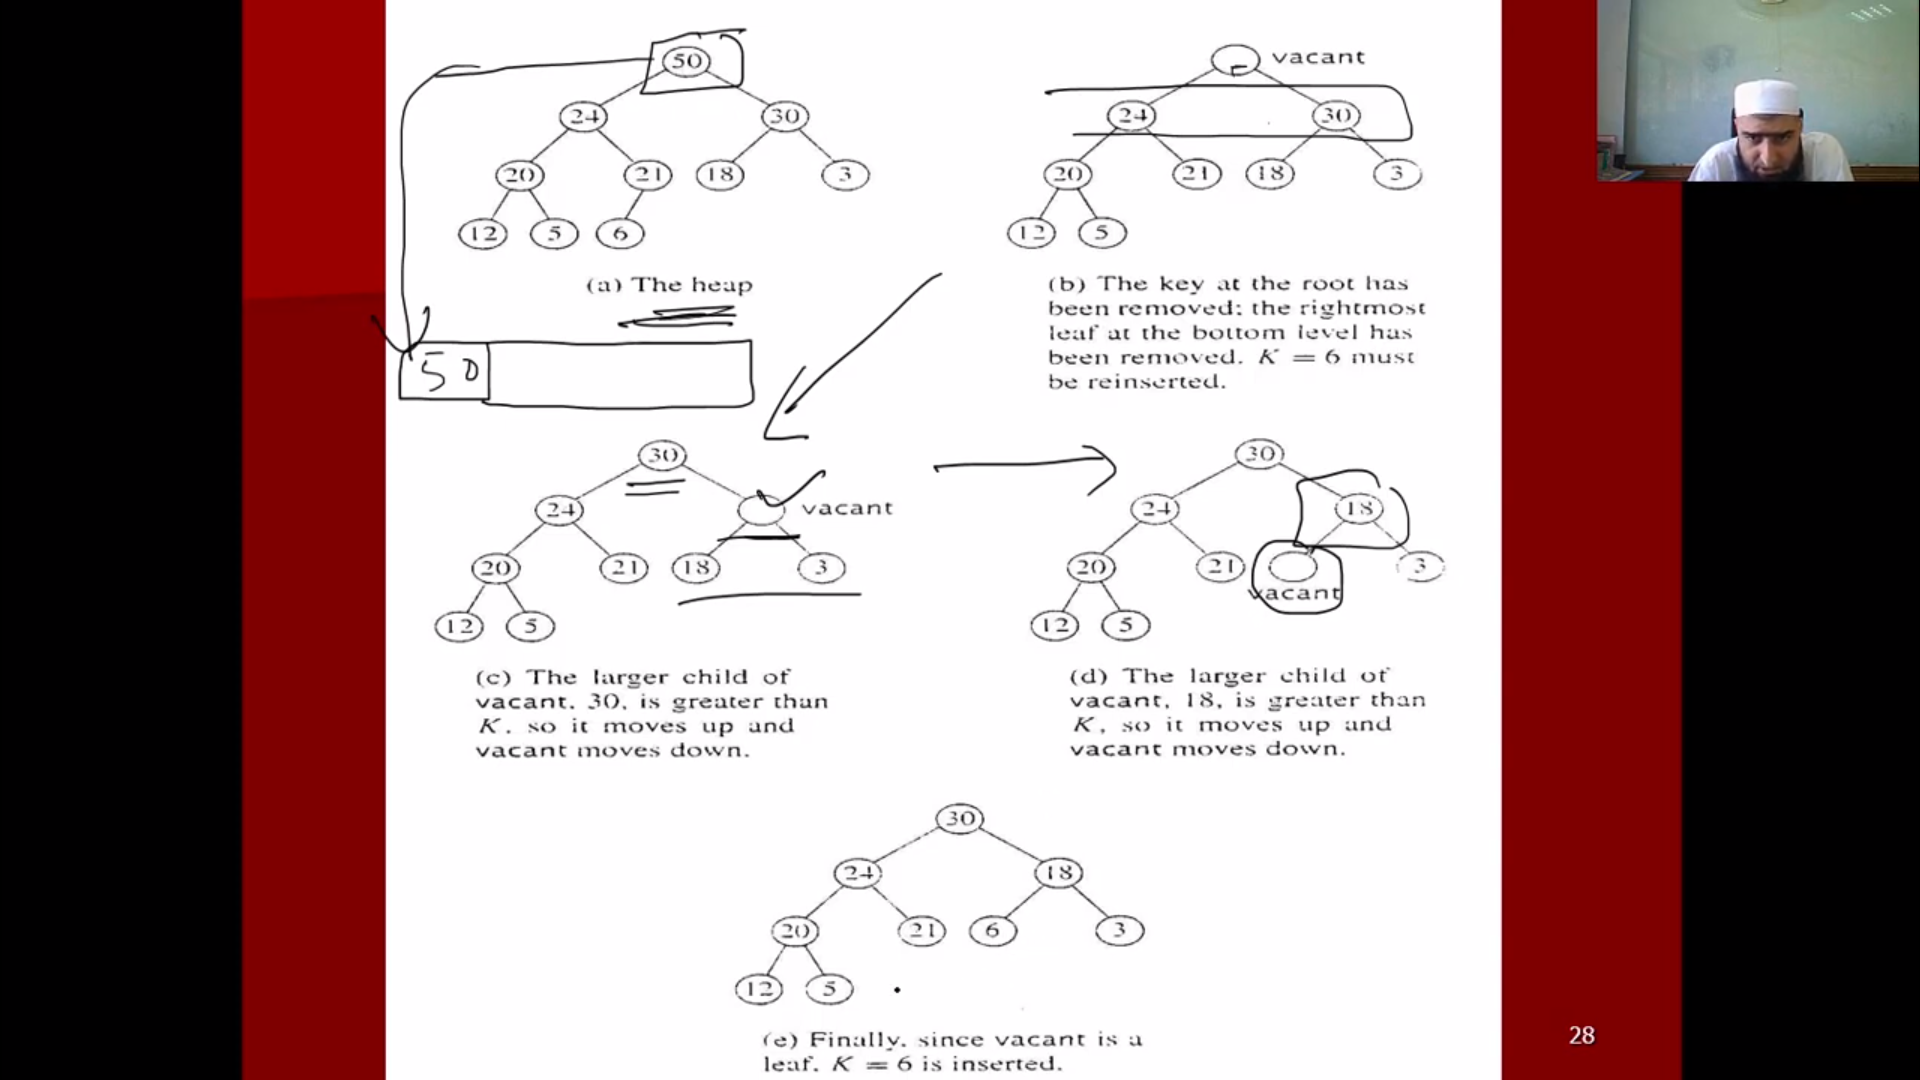 50
24 30
20 21 18 3
12 5 6
(a) The heap
50
vacant
24 30
20 21 18 3
12 5
(b) The key at the root has
been removed; the rightmost
leaf at the bottom level has
been removed. K = 6 must
be reinserted.
30
24 vacant
20 21 18 3
12 5
(c) The larger child of
vacant, 30, is greater than
K, so it moves up and
vacant moves down.
30
24 18
20 21 3
vacant
12 5
(d) The larger child of
vacant, 18, is greater than
K, so it moves up and
vacant moves down.
30
24 18
20 21 6 3
12 5
(e) Finally, since vacant is a
leaf, K = 6 is inserted.
28